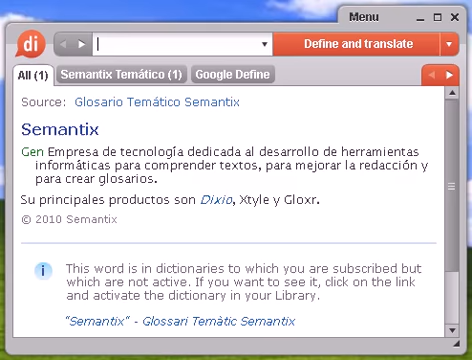 Menu
di
Define and translate
All (1) Semantix Temático (1) Google Define
Source: Glosario Temático Semantix
Semantix
Gen Empresa de tecnología dedicada al desarrollo de herramientas
informáticas para comprender textos, para mejorar la redacción y
para crear glosarios.
Su principales productos son Dixio, Xtyle y Gloxr.
© 2010 Semantix
This word is in dictionaries to which you are subscribed but
which are not active. If you want to see it, click on the link
and activate the dictionary in your Library.
"Semantix" - Glossari Temàtic Semantix